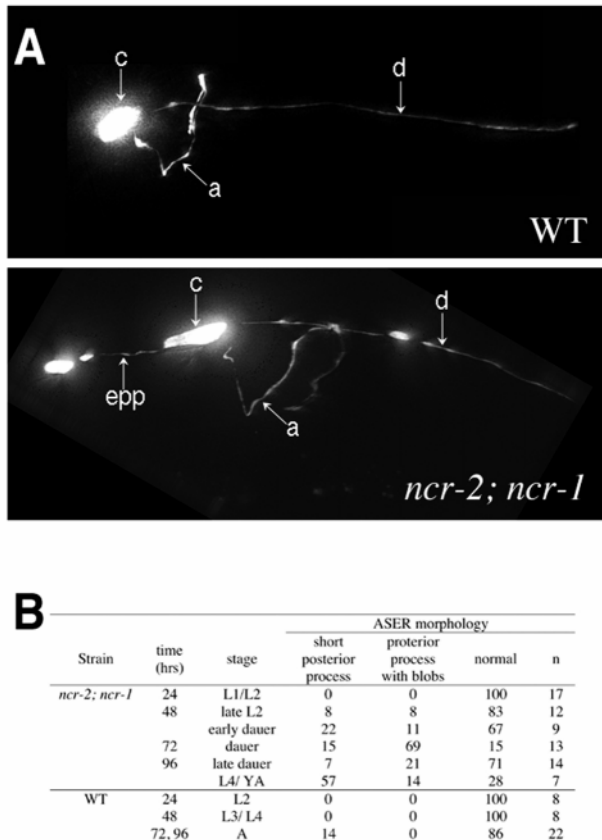 A
c
d
a
WT
c
d
epp
a
ncr-2; ncr-1
B
ASER morphology
Strain time (hrs) stage short posterior process proterior process with blobs normal n
ncr-2; ncr-1 24 L1/L2 0 0 100 17
48 late L2 8 8 83 12
early dauer 22 11 67 9
72 dauer 15 69 15 13
96 late dauer 7 21 71 14
L4/ YA 57 14 28 7
WT 24 L2 0 0 100 8
48 L3/ L4 0 0 100 8
72, 96 A 14 0 86 22